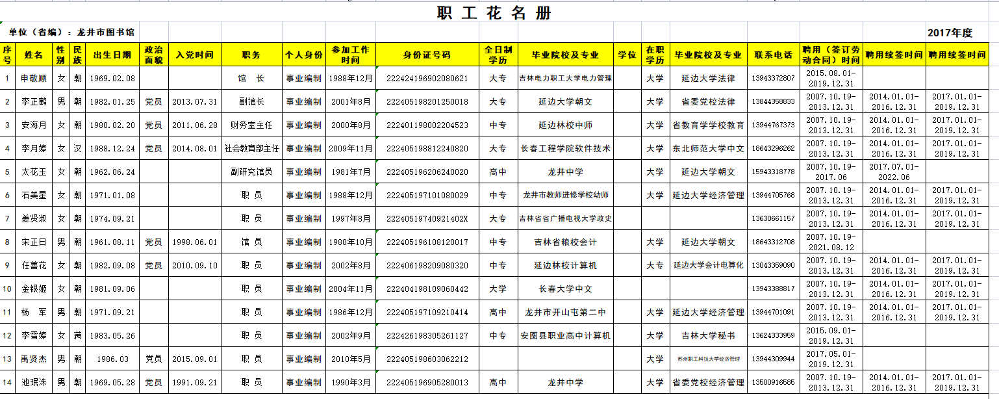 职 工 花 名 册
单位（省编）：龙井市图书馆 2017年度
序号 姓名 性别 民族 出生日期 政治面貌 入党时间 职务 个人身份 参加工作时间 身份证号码 全日制学历 毕业院校及专业 学位 在职学历 毕业院校及专业 联系电话 聘用（签订劳动合同）时间 聘用续签时间 聘用续签时间
1 申敬顺 女 朝 1969.02.08 馆 长 事业编制 1988年12月 222424196902080621 大专 吉林电力职工大学电力管理 大学 延边大学法律 13943372807 2015.08.01-2019.12.31
2 李正鹤 男 朝 1982.01.25 党员 2013.07.31 副馆长 事业编制 2001年8月 222405198201250018 大专 延边大学朝文 大学 省委党校法律 13844358833 2007.10.19-2013.12.31 2014.01.01-2016.12.31 2017.01.01-2019.12.31
3 安海月 女 朝 1980.02.20 党员 2011.06.28 财务室主任 事业编制 2000年8月 222401198002204523 中专 延边林校中师 大学 省教育学学校教育 13944767373 2007.10.19-2013.12.31 2014.01.01-2016.12.31 2017.01.01-2019.12.31
4 李月婷 女 汉 1988.12.24 党员 2014.08.01 社会教育部主任 事业编制 2009年11月 222405198812240820 大专 长春工程学院软件技术 大学 东北师范大学中文 18643296262 2007.10.19-2013.12.31 2014.01.01-2016.12.31 2017.01.01-2019.12.31
5 太花玉 女 朝 1962.06.24 副研究馆员 事业编制 1981年7月 222405196206240020 高中 龙井中学 大学 延边大学朝文 15943318778 2007.10.19-2017.06 2017.07.01-2022.06
6 石美星 女 朝 1971.01.08 职 员 事业编制 1988年12月 222405197101080029 中专 龙井市教师进修学校幼师 大学 延边大学经济管理 13944705768 2007.10.19-2013.12.31 2014.01.01-2016.12.31 2017.01.01-2019.12.31
7 姜贤淑 女 朝 1974.09.21 职 员 事业编制 1997年8月 22240519740921402X 大专 吉林省省广播电视大学政史 13630661157 2007.10.19-2013.12.31 2014.01.01-2016.12.31 2017.01.01-2019.12.31
8 宋正日 男 朝 1961.08.11 党员 1998.06.01 馆 员 事业编制 1980年10月 222405196108120017 中专 吉林省粮校会计 大学 延边大学朝文 18643312708 2007.10.19-2021.08.12
9 任善花 女 朝 1982.09.08 党员 2010.09.10 职 员 事业编制 2002年8月 222406198209080320 中专 延边林校计算机 大专 延边大学会计电算化 13043359090 2007.10.19-2013.12.31 2014.01.01-2016.12.31 2017.01.01-2019.12.31
10 金银姬 女 朝 1981.09.06 职 员 事业编制 2004年11月 222404198109060442 大学 长春大学中文 13943388817 2007.10.19-2013.12.31 2014.01.01-2016.12.31 2017.01.01-2019.12.31
11 杨 军 男 朝 1971.09.21 职 员 事业编制 1986年12月 222405197109210414 高中 龙井市开山屯第二中 大学 延边大学经济管理 13944701091 2007.10.19-2013.12.31 2014.01.01-2016.12.31 2017.01.01-2019.12.31
12 李雪婷 女 满 1983.05.26 职 员 事业编制 2002年9月 222426198305261127 中专 安图县职业高中计算机 大学 吉林大学秘书 13624333959 2015.09.01-2019.12.31
13 禹贤杰 男 朝 1986.03 党员 2015.09.01 职 员 事业编制 2010年5月 222405198603062212 大学 苏州职工科技大学经济管理 13944309944 2017.05.01-2019.12.31
14 池珉洙 男 朝 1969.05.28 党员 1991.09.21 职 员 事业编制 1990年3月 222405196905280013 高中 龙井中学 大学 省委党校经济管理 13500916585 2007.10.19-2013.12.31 2014.01.01-2016.12.31 2017.01.01-2019.12.31